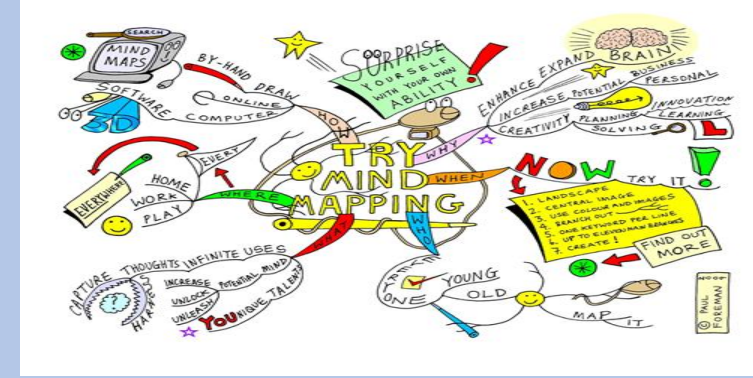 SEARCH
MIND
MAPS
BY-HAND DRAW
SOFTWARE
ONLINE
COMPUTER
3D
HOW
SURPRISE
YOURSELF
WITH YOUR OWN
ABILITY!
ENHANCE EXPAND BRAIN
INCREASE POTENTIAL BUSINESS
PERSONAL
CREATIVITY
PLANNING
SOLVING
INNOVATION
LEARNING
L
WHY
TRY
MIND
MAPPING
WHEN
NOW
TRY IT!
1. LANDSCAPE
2. CENTRAL IMAGE
3. USE COLOUR AND IMAGES
4. BRANCH OUT
5. ONE KEYWORD PER LINE
6. UP TO ELEVEN MAIN BRANCHES
7. CREATE!
FIND OUT
MORE
EVERY
EVERYWHERE
HOME
WORK
PLAY
WHERE
WHAT
CAPTURE THOUGHTS INFINITE USES
HARNESS
INCREASE POTENTIAL MIND
UNLOCK
UNLEASH
YOUNIQUE TALENTS
WHO
ONE
YOUNG
OLD
MAP IT
© PAUL
FOREMAN